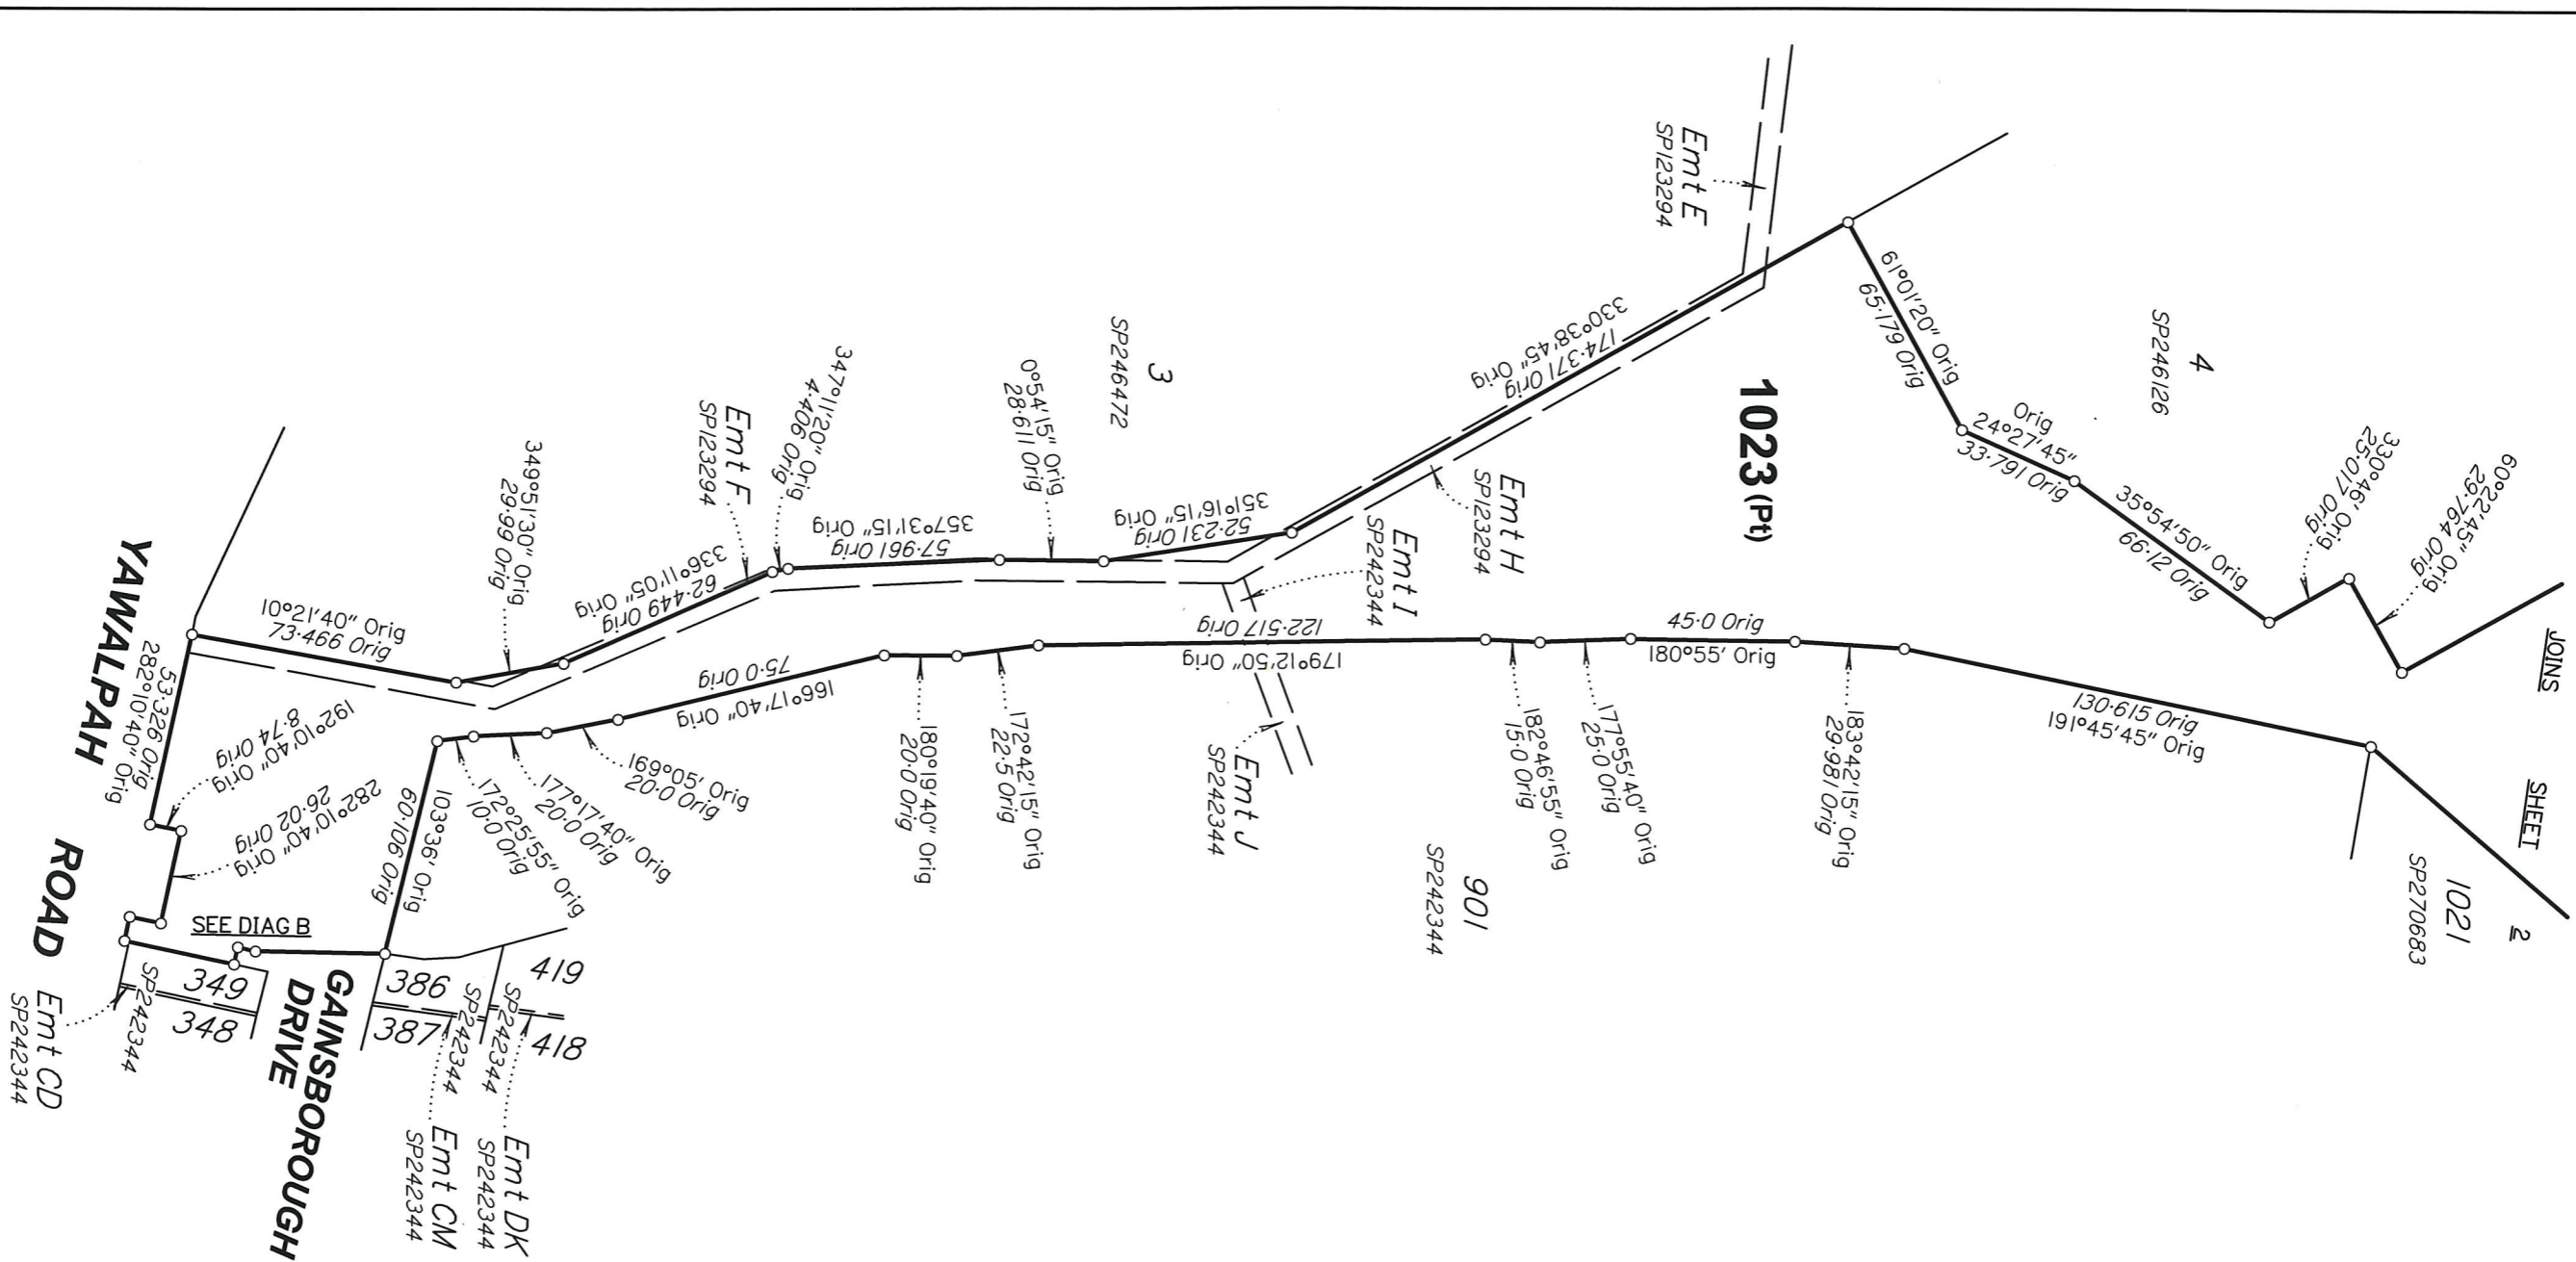 Emt E
SP123294
61°01'20" Orig
65·179 Orig
4
SP246126
Orig
24°27'45"
33·791 Orig
35°54'50" Orig
66·12 Orig
330°46' Orig
25·017 Orig
60°22'45" Orig
29·764 Orig
JOINS
SHEET
2
1021
SP270683
330°38'45" Orig
174·371 Orig
1023 (Pt)
Emt H
SP123294
Emt I
SP242344
3
SP246472
351°16'15" Orig
52·231 Orig
0°54'15" Orig
28·611 Orig
357°31'15" Orig
57·961 Orig
347°11'20" Orig
4·406 Orig
Emt F
SP123294
336°11'05" Orig
62·449 Orig
349°51'30" Orig
29·99 Orig
10°21'40" Orig
73·466 Orig
122·517 Orig
179°12'50" Orig
45·0 Orig
180°55' Orig
130·615 Orig
191°45'45" Orig
183°42'15" Orig
29·981 Orig
177°55'40" Orig
25·0 Orig
182°46'55" Orig
15·0 Orig
901
SP242344
Emt J
SP242344
172°42'15" Orig
22·5 Orig
180°19'40" Orig
20·0 Orig
75·0 Orig
166°17'40" Orig
169°05' Orig
20·0 Orig
177°17'40" Orig
20·0 Orig
172°25'55" Orig
10·0 Orig
103°36' Orig
60·106 Orig
53·326 Orig
282°10'40" Orig
192°10'40" Orig
8·74 Orig
282°10'40" Orig
26·02 Orig
YAWALPAH
ROAD
SEE DIAG B
349
348
SP242344
Emt CD
SP242344
GAINSBOROUGH
DRIVE
386
387
SP242344
419
418
SP242344
Emt DK
SP242344
Emt CM
SP242344